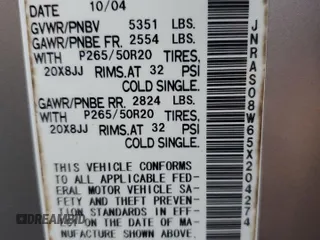 10/04
GVWR/PNBV 5351 LBS.
GAWR/PNBE FR. 2554 LBS.
WITH P265/50R20 TIRES,
20X8JJ RIMS.AT 32 PSI
COLD SINGLE.
GAWR/PNBE RR. 2824 LBS.
WITH P265/50R20 TIRES,
20X8JJ RIMS.AT 32 PSI
COLD SINGLE.
THIS VEHICLE CONFORMS
TO ALL APPLICABLE FED-
ERAL MOTOR VEHICLE SA-
FETY AND THEFT PREVEN-
TION STANDARDS IN EFF-
ECT ON THE DATE OF MA-
NUFACTURE SHOWN ABOVE.
JNRAS08W65X204274
DREAMBID